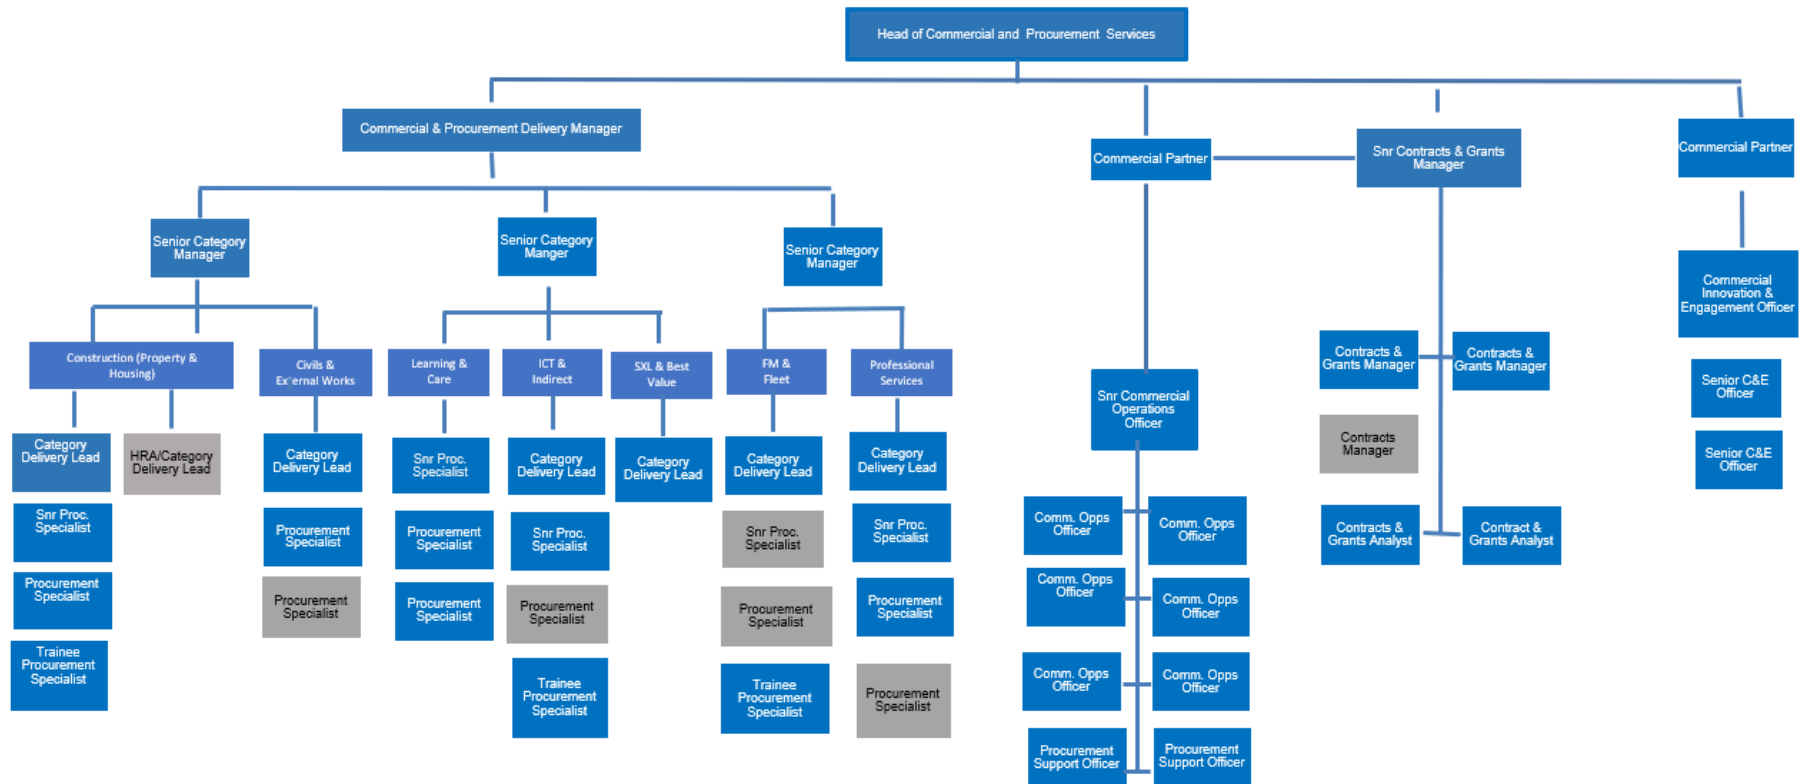 Head of Commercial and Procurement Services
Commercial & Procurement Delivery Manager
Commercial Partner
Snr Contracts & Grants
Manager
Commercial Partner
Senior Category
Manager
Senior Category
Manger
Senior Category
Manager
Commercial
Innovation &
Engagement Officer
Construction (Property &
Housing)
Civils &
External Works
Learning &
Care
ICT &
Indirect
SXL & Best
Value
FM &
Fleet
Professional
Services
Category
Delivery Lead
HRA/Category
Delivery Lead
Category
Delivery Lead
Snr Proc.
Specialist
Category
Delivery Lead
Category
Delivery Lead
Category
Delivery Lead
Category
Delivery Lead
Snr Proc.
Specialist
Procurement
Specialist
Procurement
Specialist
Snr Proc.
Specialist
Snr Proc.
Specialist
Snr Proc.
Specialist
Procurement
Specialist
Procurement
Specialist
Procurement
Specialist
Procurement
Specialist
Procurement
Specialist
Procurement
Specialist
Trainee
Procurement
Specialist
Trainee
Procurement
Specialist
Trainee
Procurement
Specialist
Procurement
Specialist
Snr Commercial
Operations
Officer
Comm. Opps
Officer
Comm. Opps
Officer
Comm. Opps
Officer
Comm. Opps
Officer
Comm. Opps
Officer
Comm. Opps
Officer
Procurement
Support Officer
Procurement
Support Officer
Contracts &
Grants Manager
Contracts &
Grants Manager
Contracts
Manager
Contracts &
Grants Analyst
Contract &
Grants Analyst
Senior C&E
Officer
Senior C&E
Officer